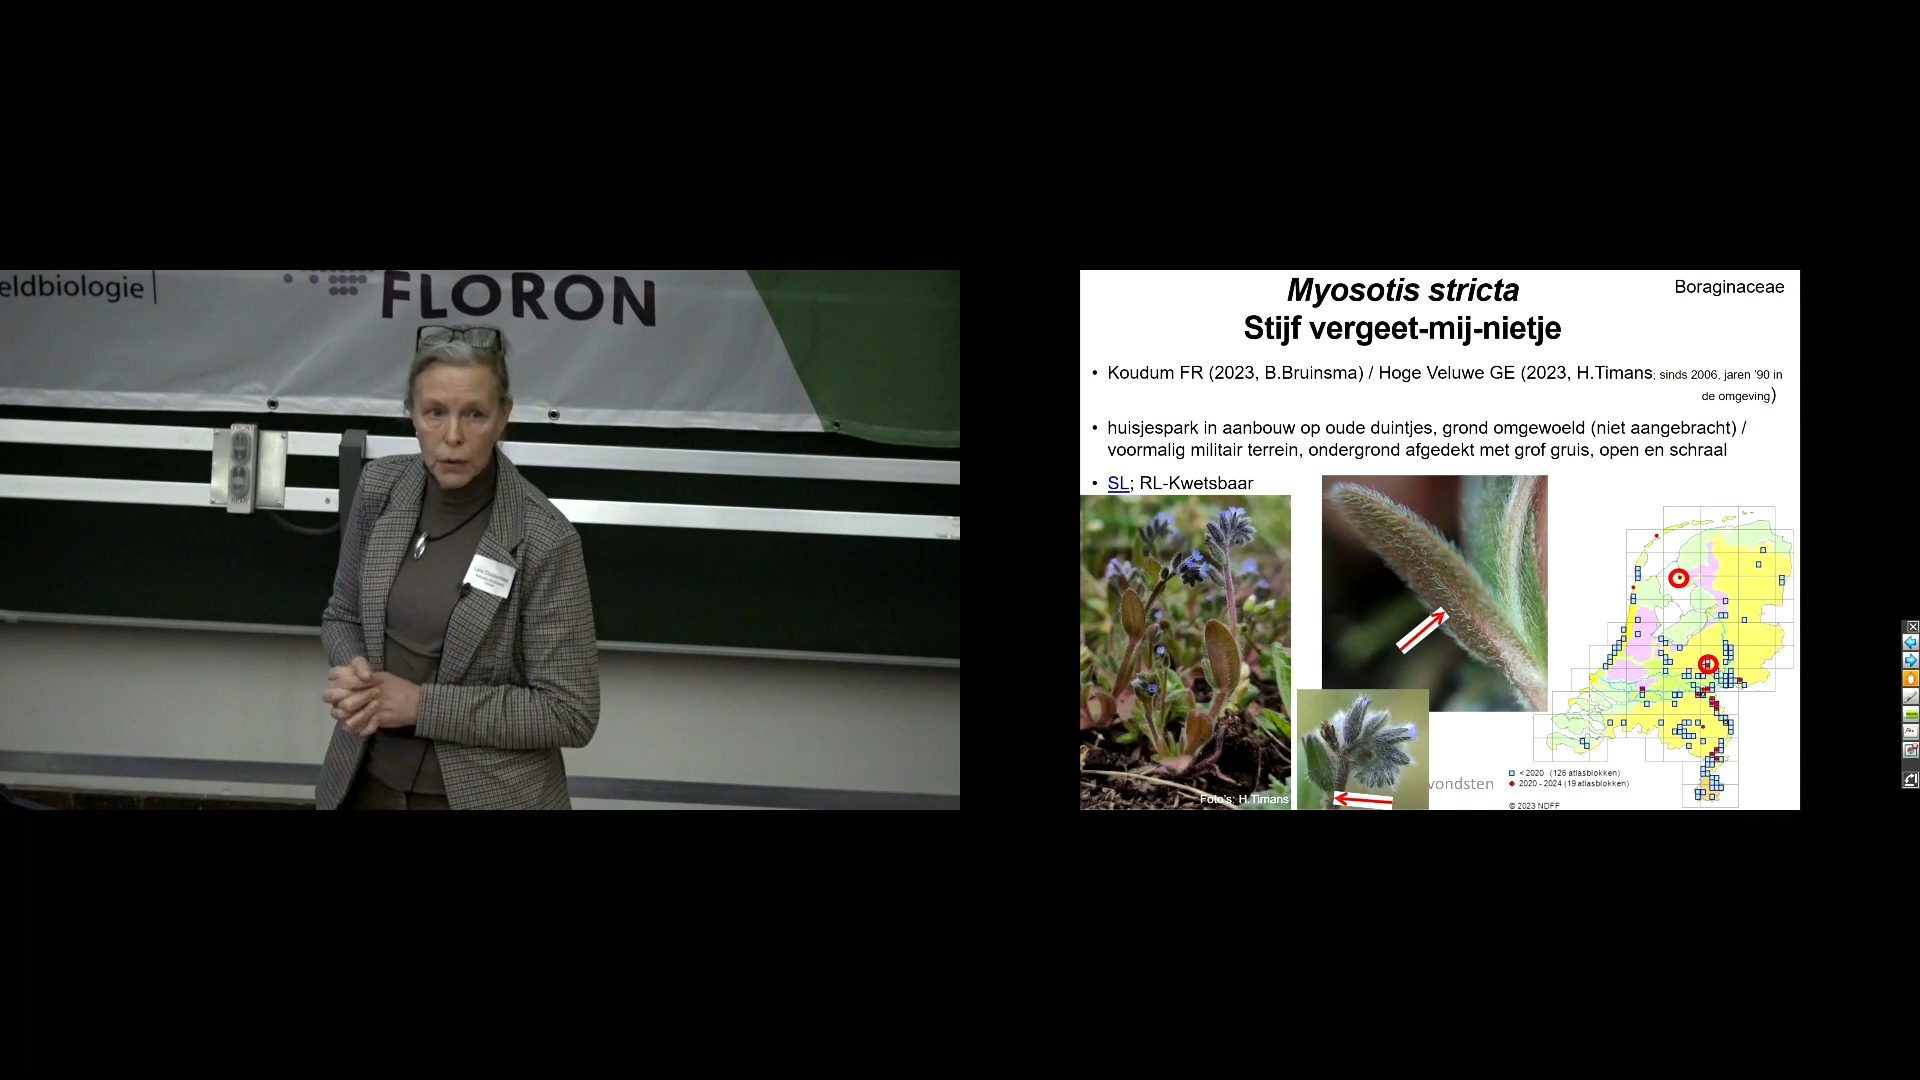 eldbiologie
FLORON
Myosotis stricta
Boraginaceae
Stijf vergeet-mij-nietje
• Koudum FR (2023, B.Bruinsma) / Hoge Veluwe GE (2023, H.Timans; sinds 2006, jaren '90 in
de omgeving)
• huisjespark in aanbouw op oude duintjes, grond omgewoeld (niet aangebracht) /
voormalig militair terrein, ondergrond afgedekt met grof gruis, open en schraal
• SL; RL-Kwetsbaar
< 2020 (126 atlasblokken)
2020 - 2024 (19 atlasblokken)
vondsten
Foto's: H.Timans
© 2023 NDFF